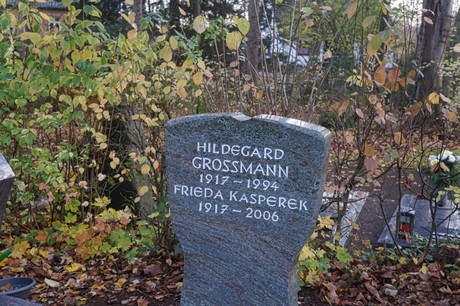 HILDEGARD
GROSSMANN
1917 - 1994
FRIEDA KASPEREK
1917 - 2006